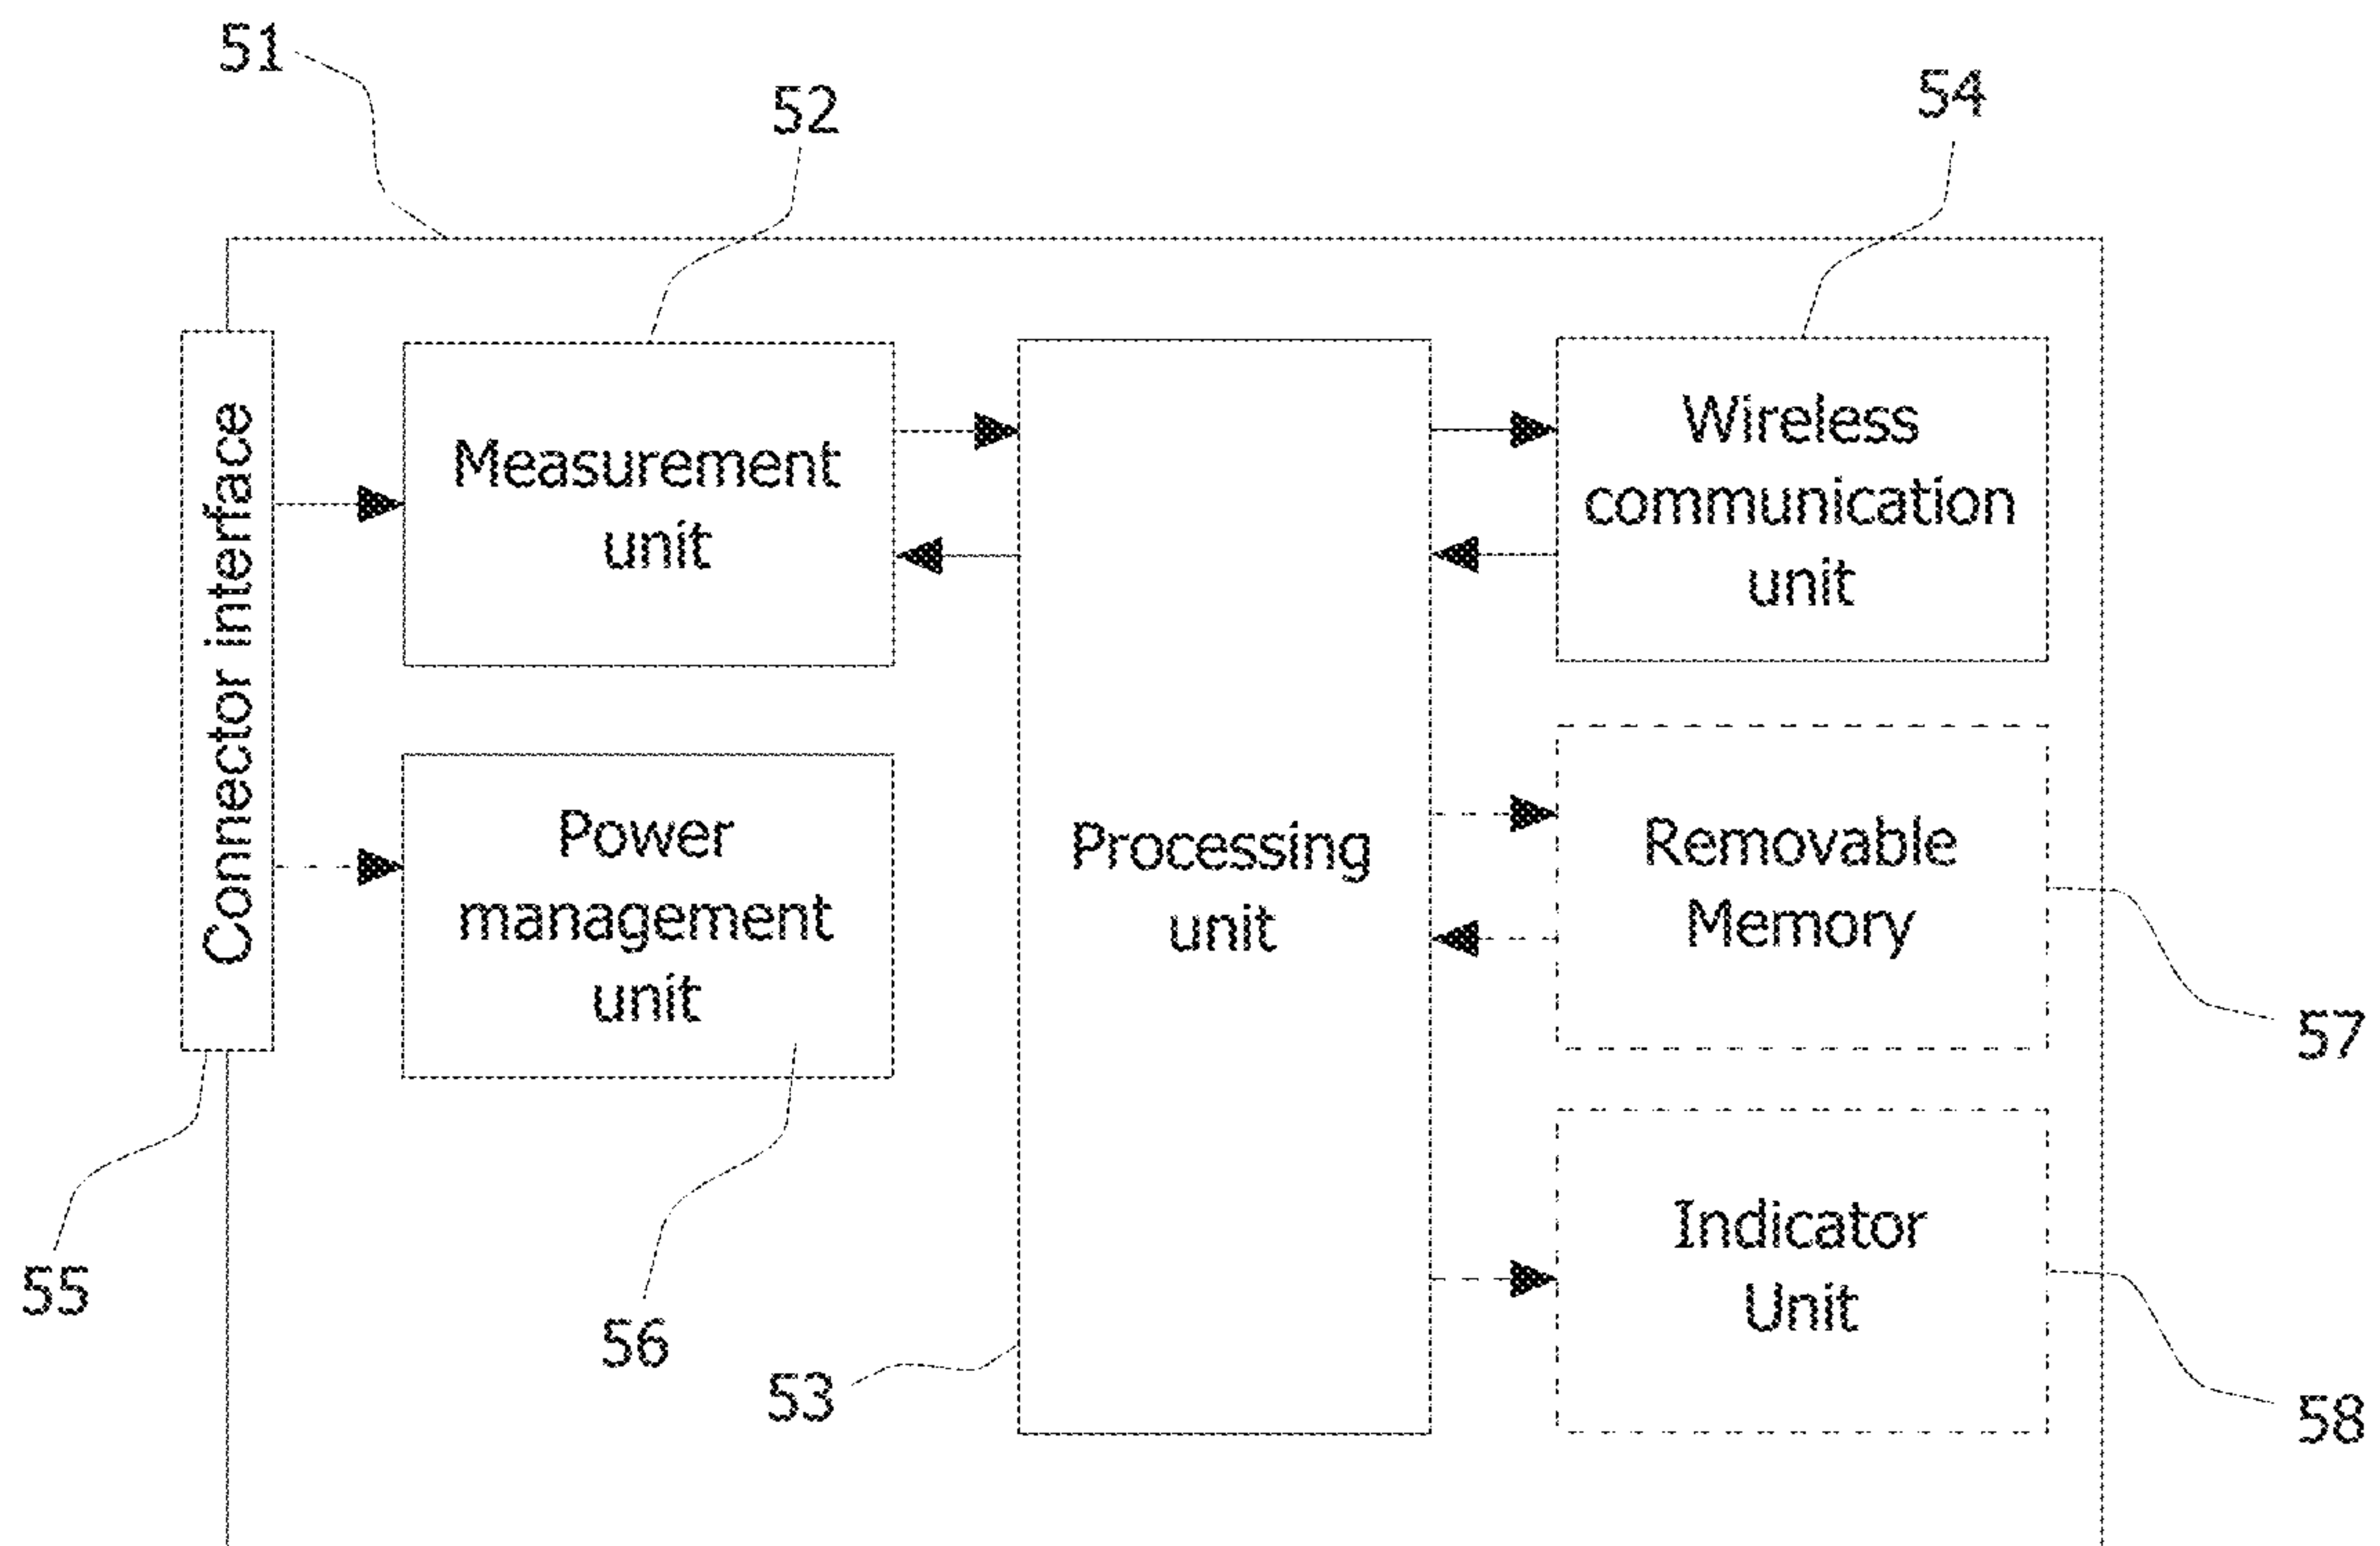 51
52
54
Connector interface
Measurement
unit
Wireless
communication
unit
Power
management
unit
Processing
unit
Removable
Memory
57
Indicator
Unit
55
56
53
58